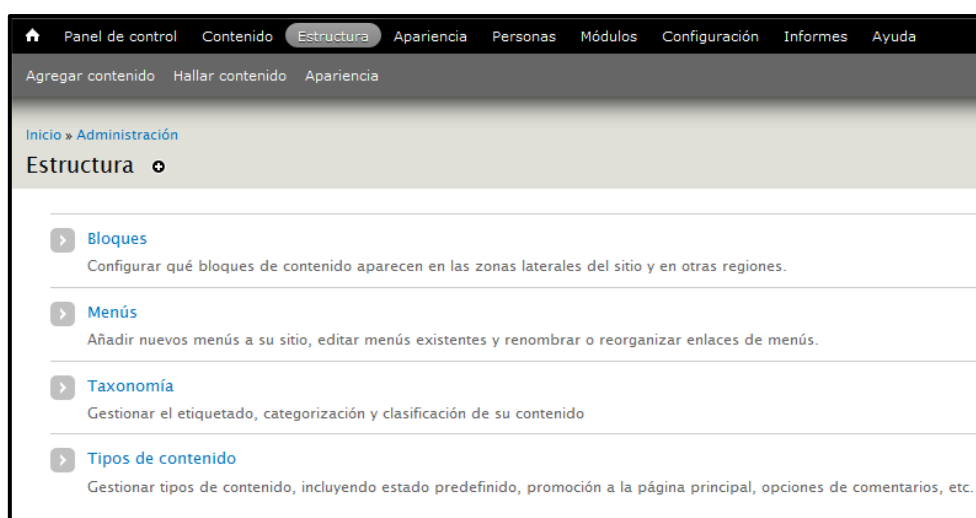 Panel de control Contenido Estructura Apariencia Personas Módulos Configuración Informes Ayuda
Agregar contenido Hallar contenido Apariencia
Inicio » Administración
Estructura
Bloques
Configurar qué bloques de contenido aparecen en las zonas laterales del sitio y en otras regiones.
Menús
Añadir nuevos menús a su sitio, editar menús existentes y renombrar o reorganizar enlaces de menús.
Taxonomía
Gestionar el etiquetado, categorización y clasificación de su contenido
Tipos de contenido
Gestionar tipos de contenido, incluyendo estado predefinido, promoción a la página principal, opciones de comentarios, etc.